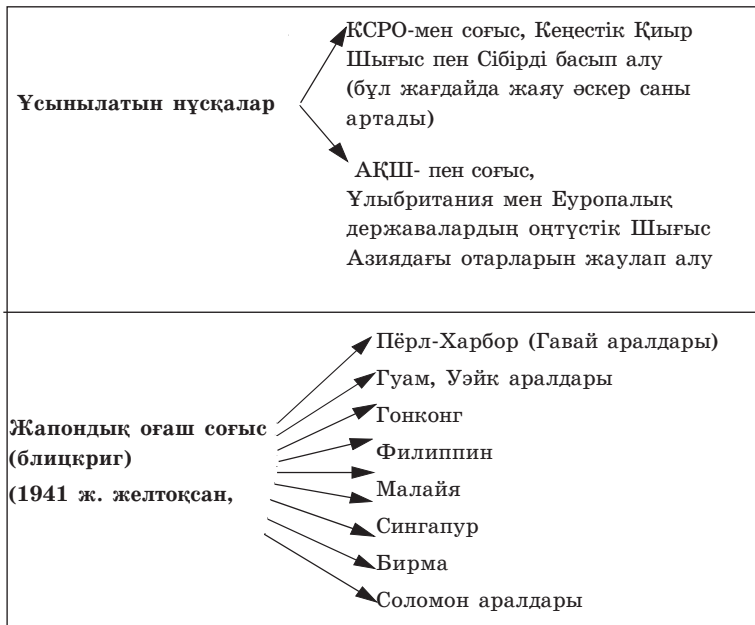 Ұсынылатын нұсқалар
КСРО-мен соғыс, Кеңестік Қиыр
Шығыс пен Сібірді басып алу
(бұл жағдайда жаяу әскер саны
артады)
АҚШ- пен соғыс,
Ұлыбритания мен Еуропалық
державалардың оңтүстік Шығыс
Азиядағы отарларын жаулап алу
Жапондық оғаш соғыс
(блицкриг)
(1941 ж. желтоқсан,
Пёрл-Харбор (Гавай аралдары)
Гуам, Уэйк аралдары
Гонконг
Филиппин
Малайя
Сингапур
Бирма
Соломон аралдары